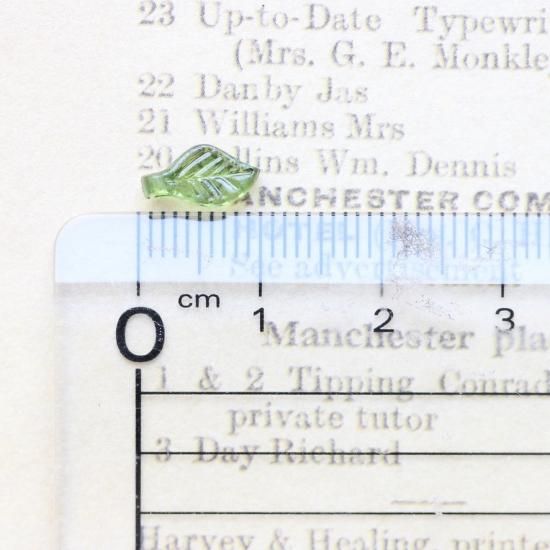 23 Up-to-Date Typewri
(Mrs. G. E. Monkle
22 Danby Jas
21 Williams Mrs
20 llins Wm. Dennis
ANCHESTER COM
See advertisement
cm
0 1 2 3
Manchester pla
1 & 2 Tipping Conrad
private tutor
3 Day Richard
Harvey & Healing, printe